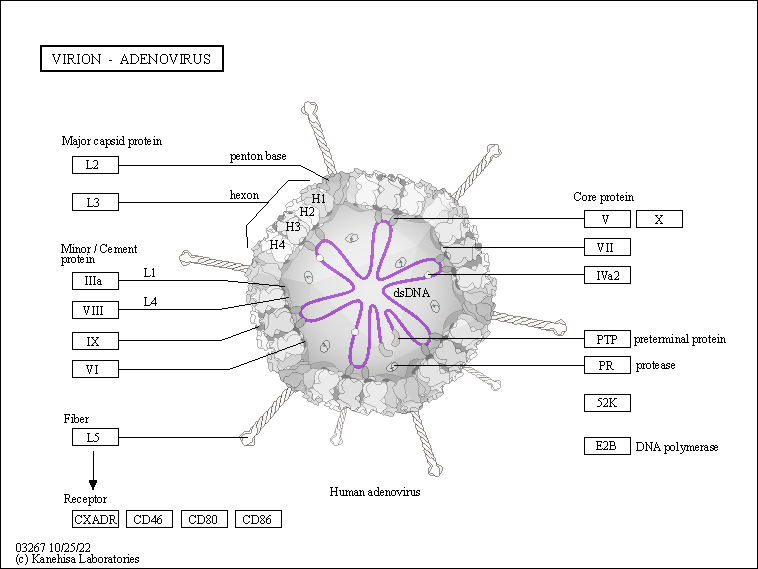 VIRION - ADENOVIRUS
Major capsid protein
L2
penton base
L3
hexon
H1
H2
H3
H4
Minor / Cement
protein
IIIa
L1
VIII
L4
IX
VI
Fiber
L5
Receptor
CXADR
CD46
CD80
CD86
dsDNA
Core protein
V
X
VII
IVa2
PTP
preterminal protein
PR
protease
52K
E2B
DNA polymerase
Human adenovirus
03267 10/25/22
(c) Kanehisa Laboratories